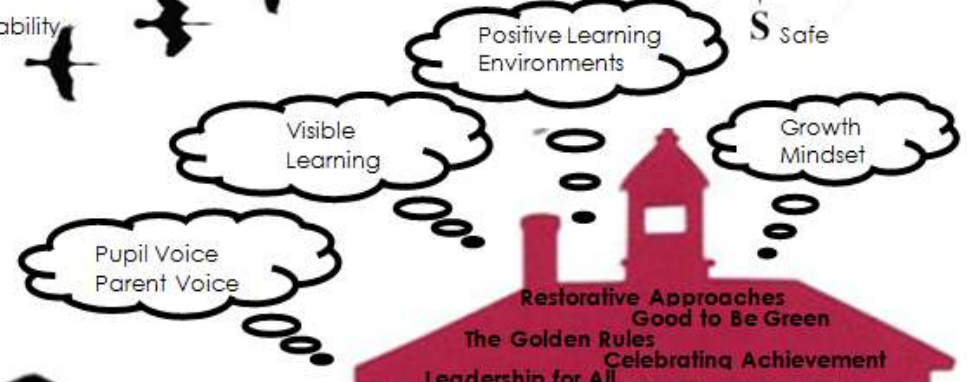 ability
S Safe
Positive Learning
Environments
Visible
Learning
Growth
Mindset
Pupil Voice
Parent Voice
Restorative Approaches
Good to Be Green
The Golden Rules
Celebrating Achievement
Leadership for All